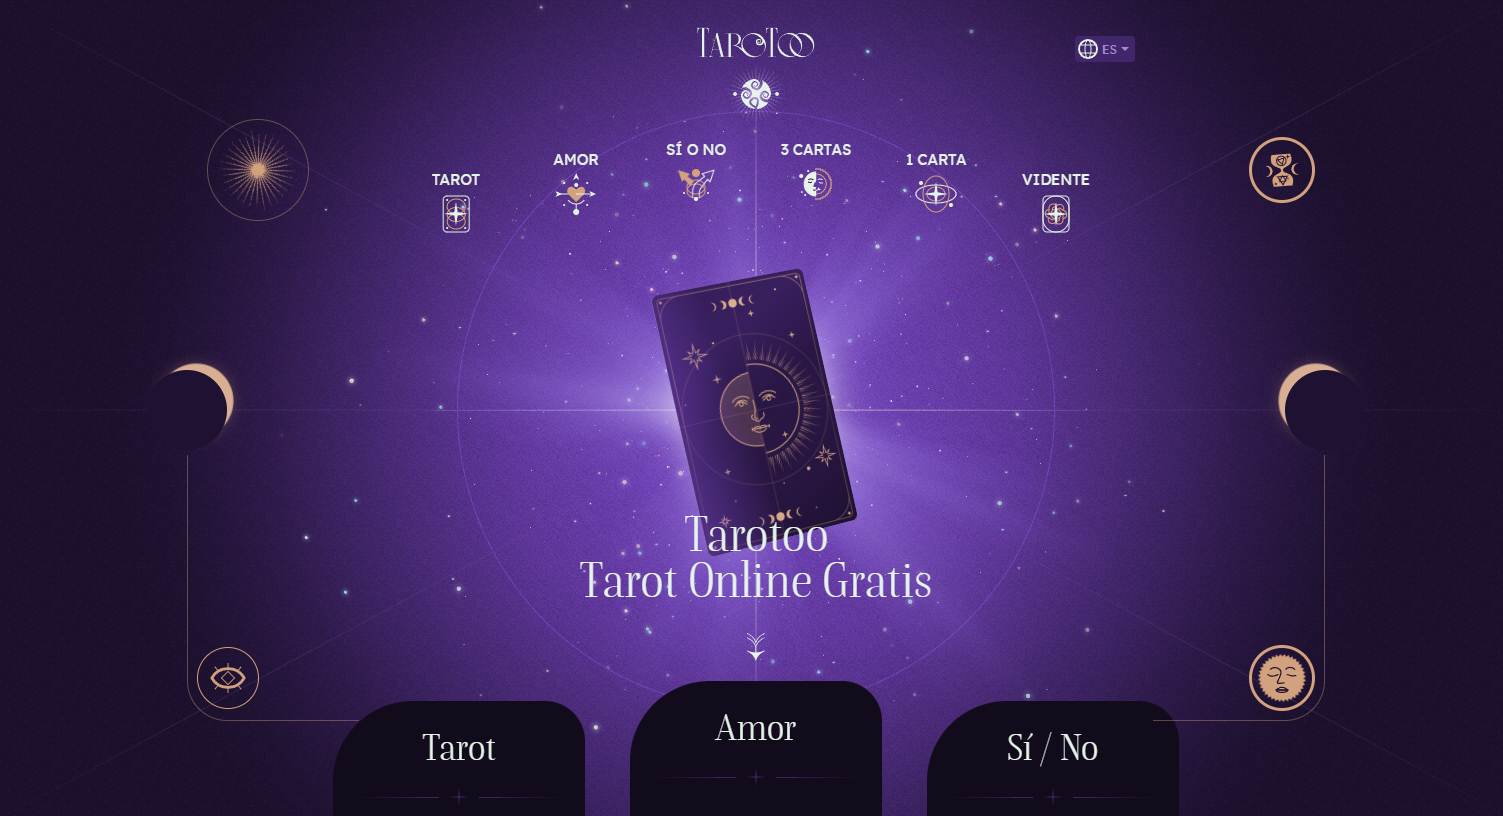 TAROTOO
ES
TAROT
AMOR
SÍ O NO
3 CARTAS
1 CARTA
VIDENTE
Tarotoo
Tarot Online Gratis
Tarot
Amor
Sí / No